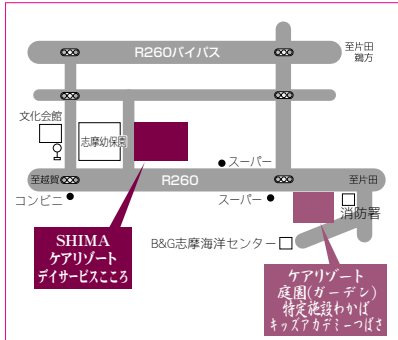 R260バイパス
至片田
鵜方
文化会館
志摩幼保園
スーパー
至越賀
R260
至片田
コンビニ
スーパー
消防署
SHIMA
ケアリゾート
デイサービスこころ
B&G志摩海洋センター
ケアリゾート
庭園(ガーデン)
特定施設わかば
キッズアカデミーつばさ